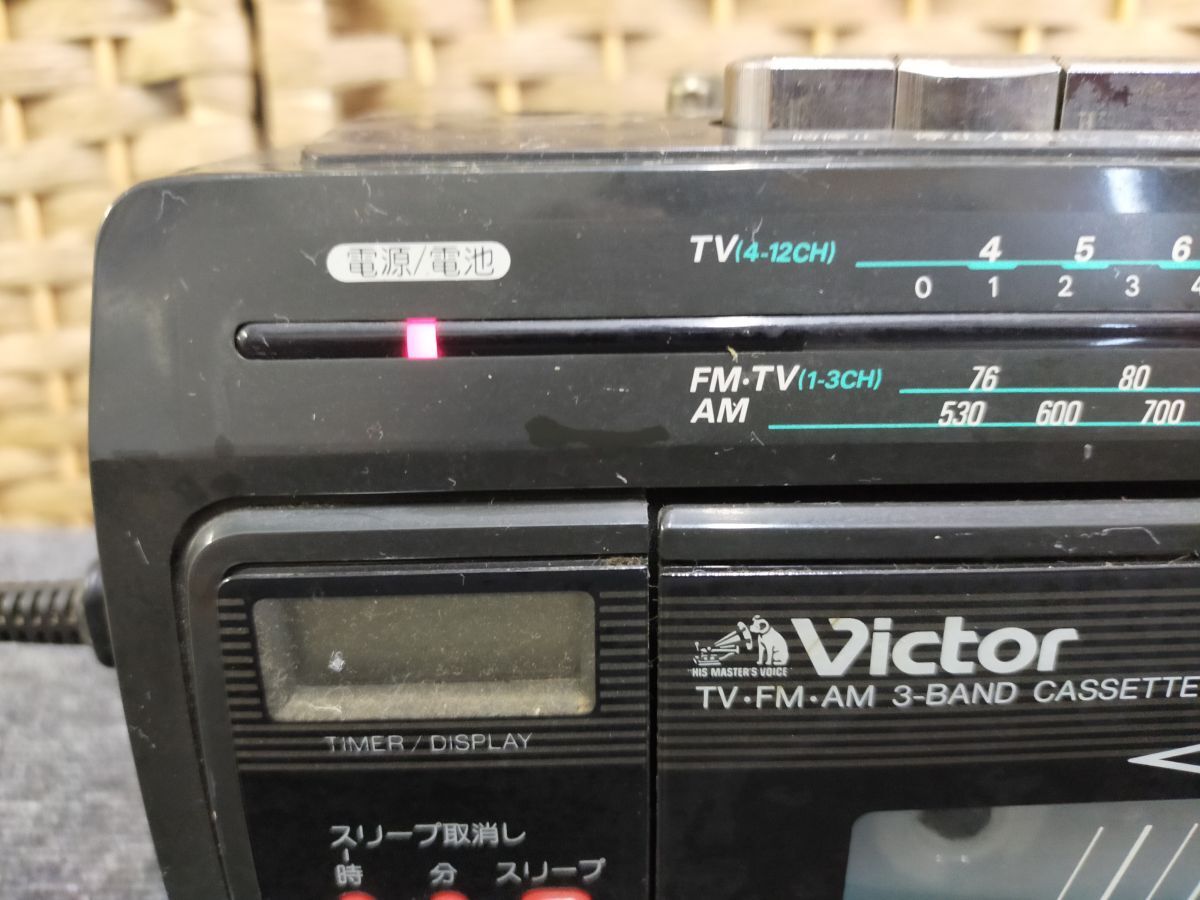 電源/電池
TV(4-12CH) 4 5 6
0 1 2 3 4
FM・TV(1-3CH) 76 80
AM 530 600 700
HIS MASTER'S VOICE
Victor
TV・FM・AM 3-BAND CASSETTE
TIMER/DISPLAY
スリープ取消し
時 分 スリープ